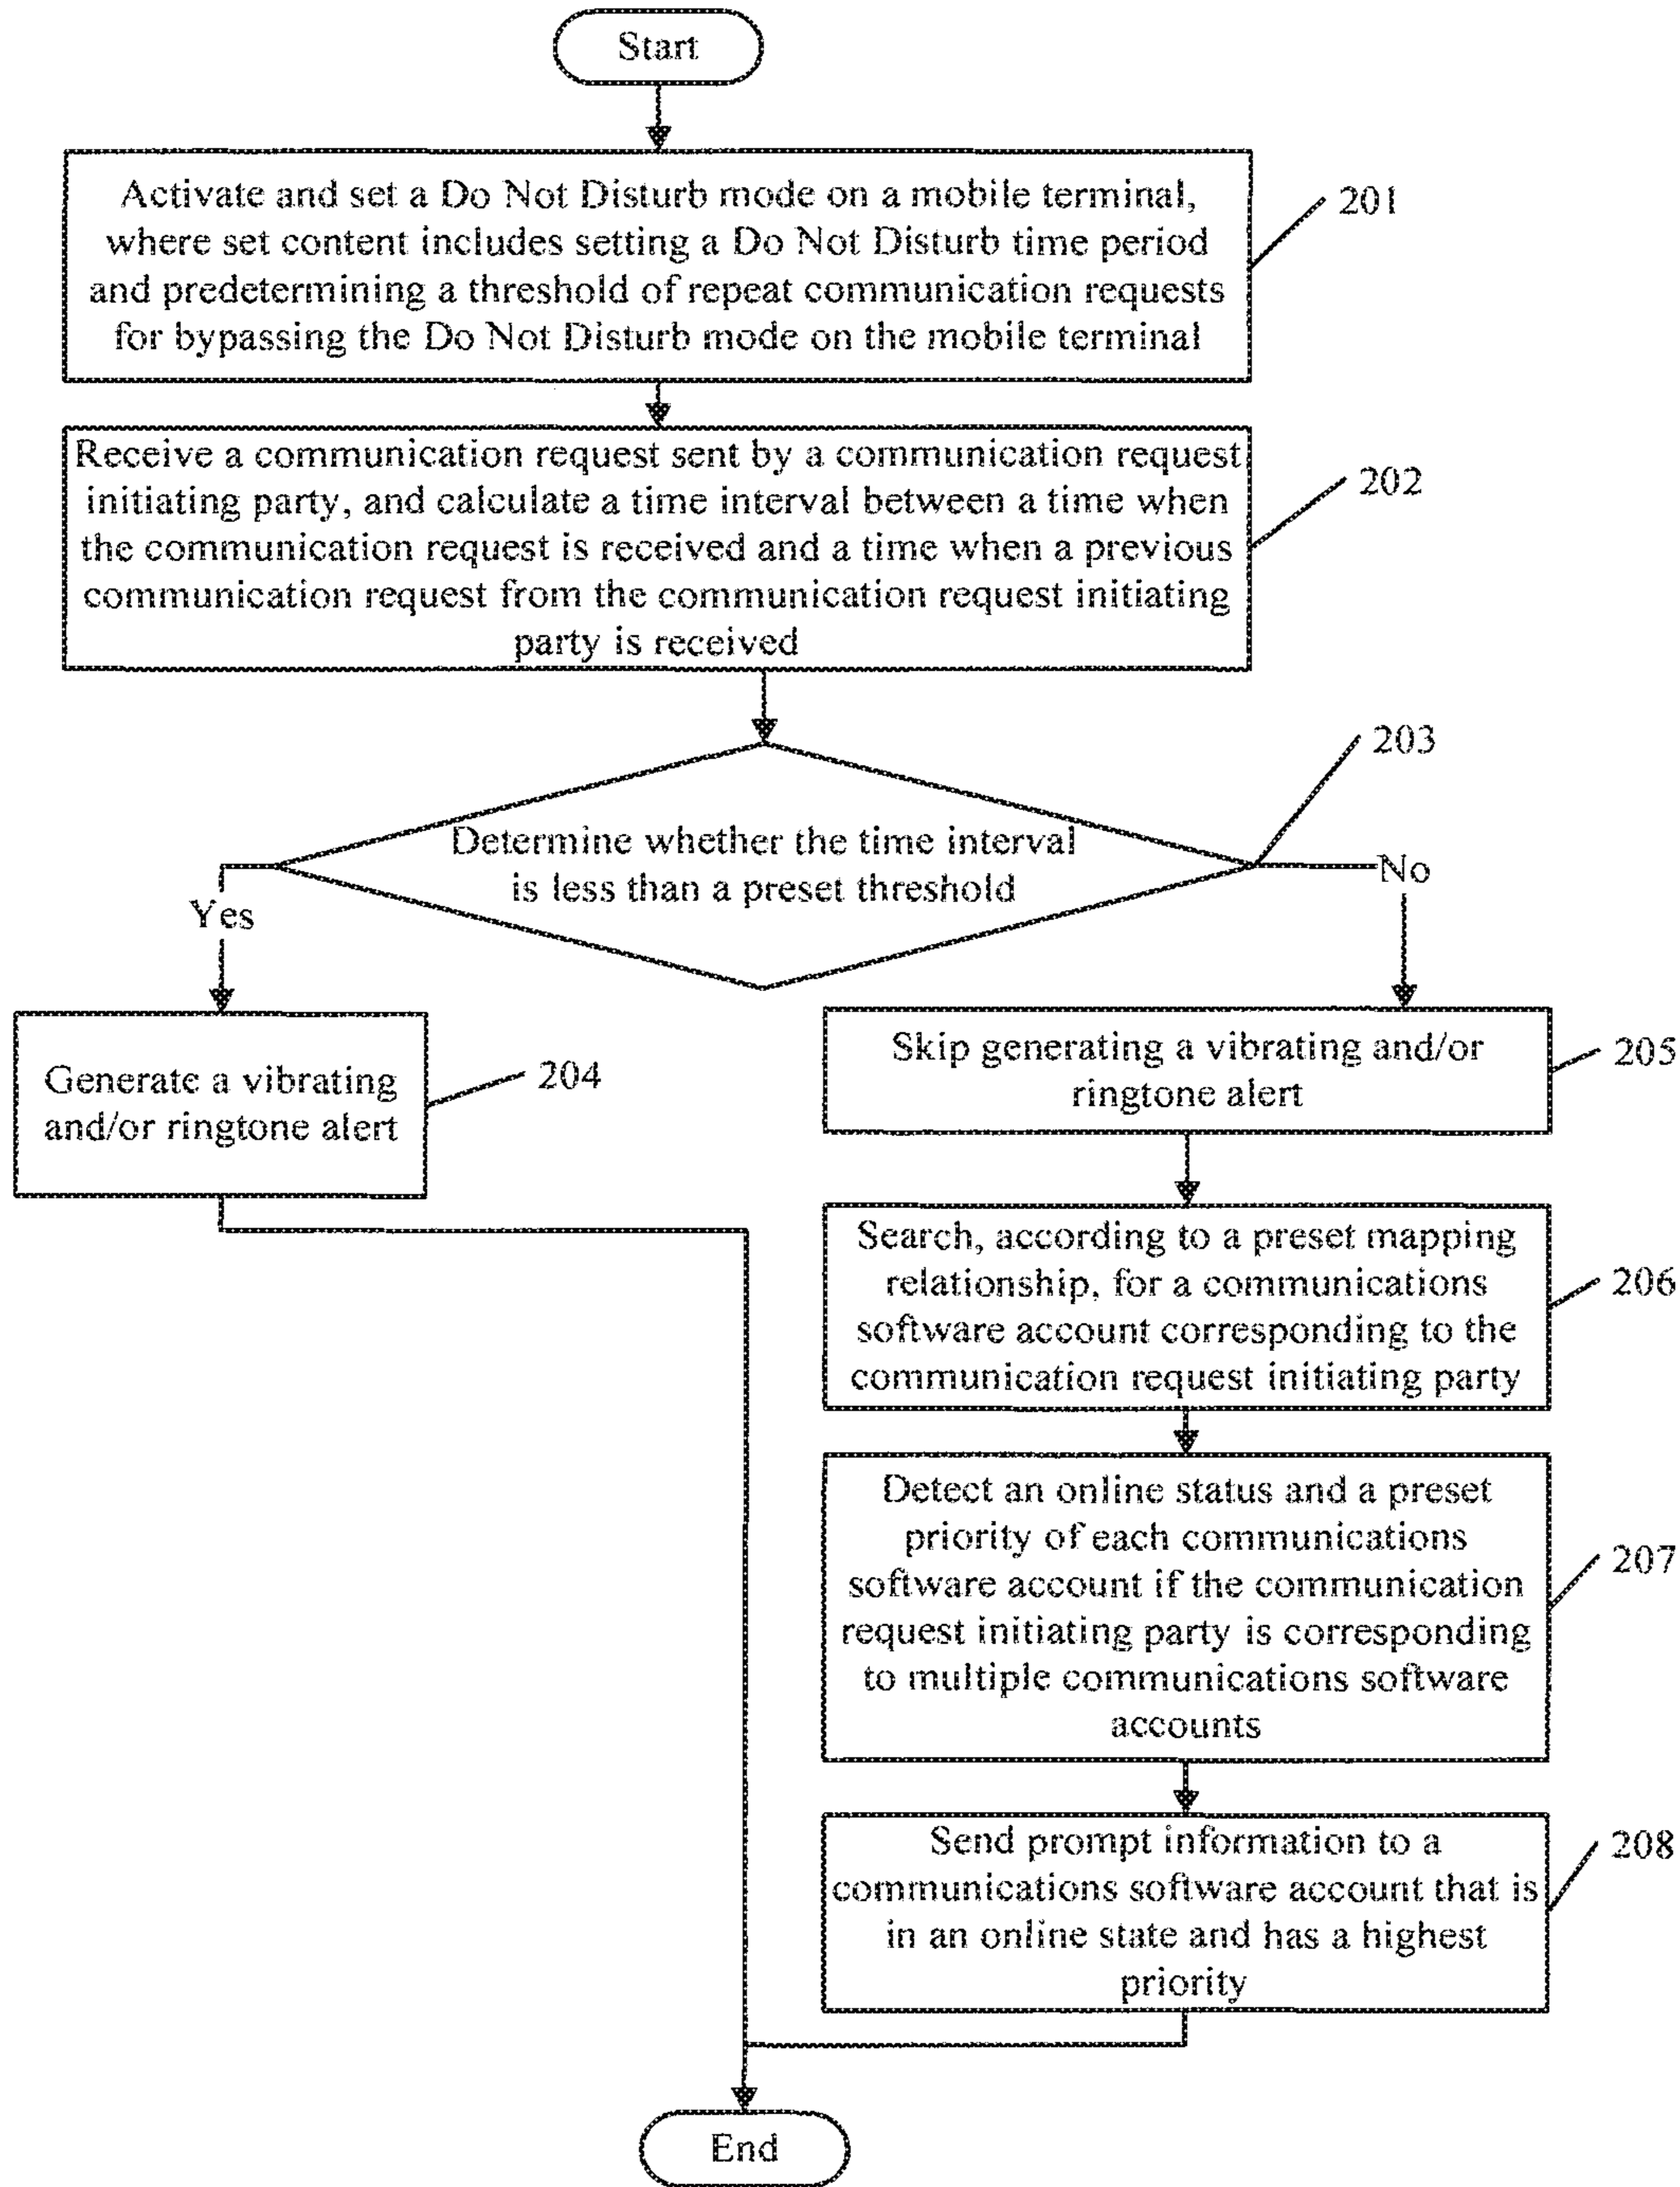 Start
Activate and set a Do Not Disturb mode on a mobile terminal,
where set content includes setting a Do Not Disturb time period
and predetermining a threshold of repeat communication requests
for bypassing the Do Not Disturb mode on the mobile terminal
201
Receive a communication request sent by a communication request
initiating party, and calculate a time interval between a time when
the communication request is received and a time when a previous
communication request from the communication request initiating
party is received
202
203
Determine whether the time interval
is less than a preset threshold
Yes
No
Generate a vibrating
and/or ringtone alert
204
Skip generating a vibrating and/or
ringtone alert
205
Search, according to a preset mapping
relationship, for a communications
software account corresponding to the
communication request initiating party
206
Detect an online status and a preset
priority of each communications
software account if the communication
request initiating party is corresponding
to multiple communications software
accounts
207
Send prompt information to a
communications software account that is
in an online state and has a highest
priority
208
End